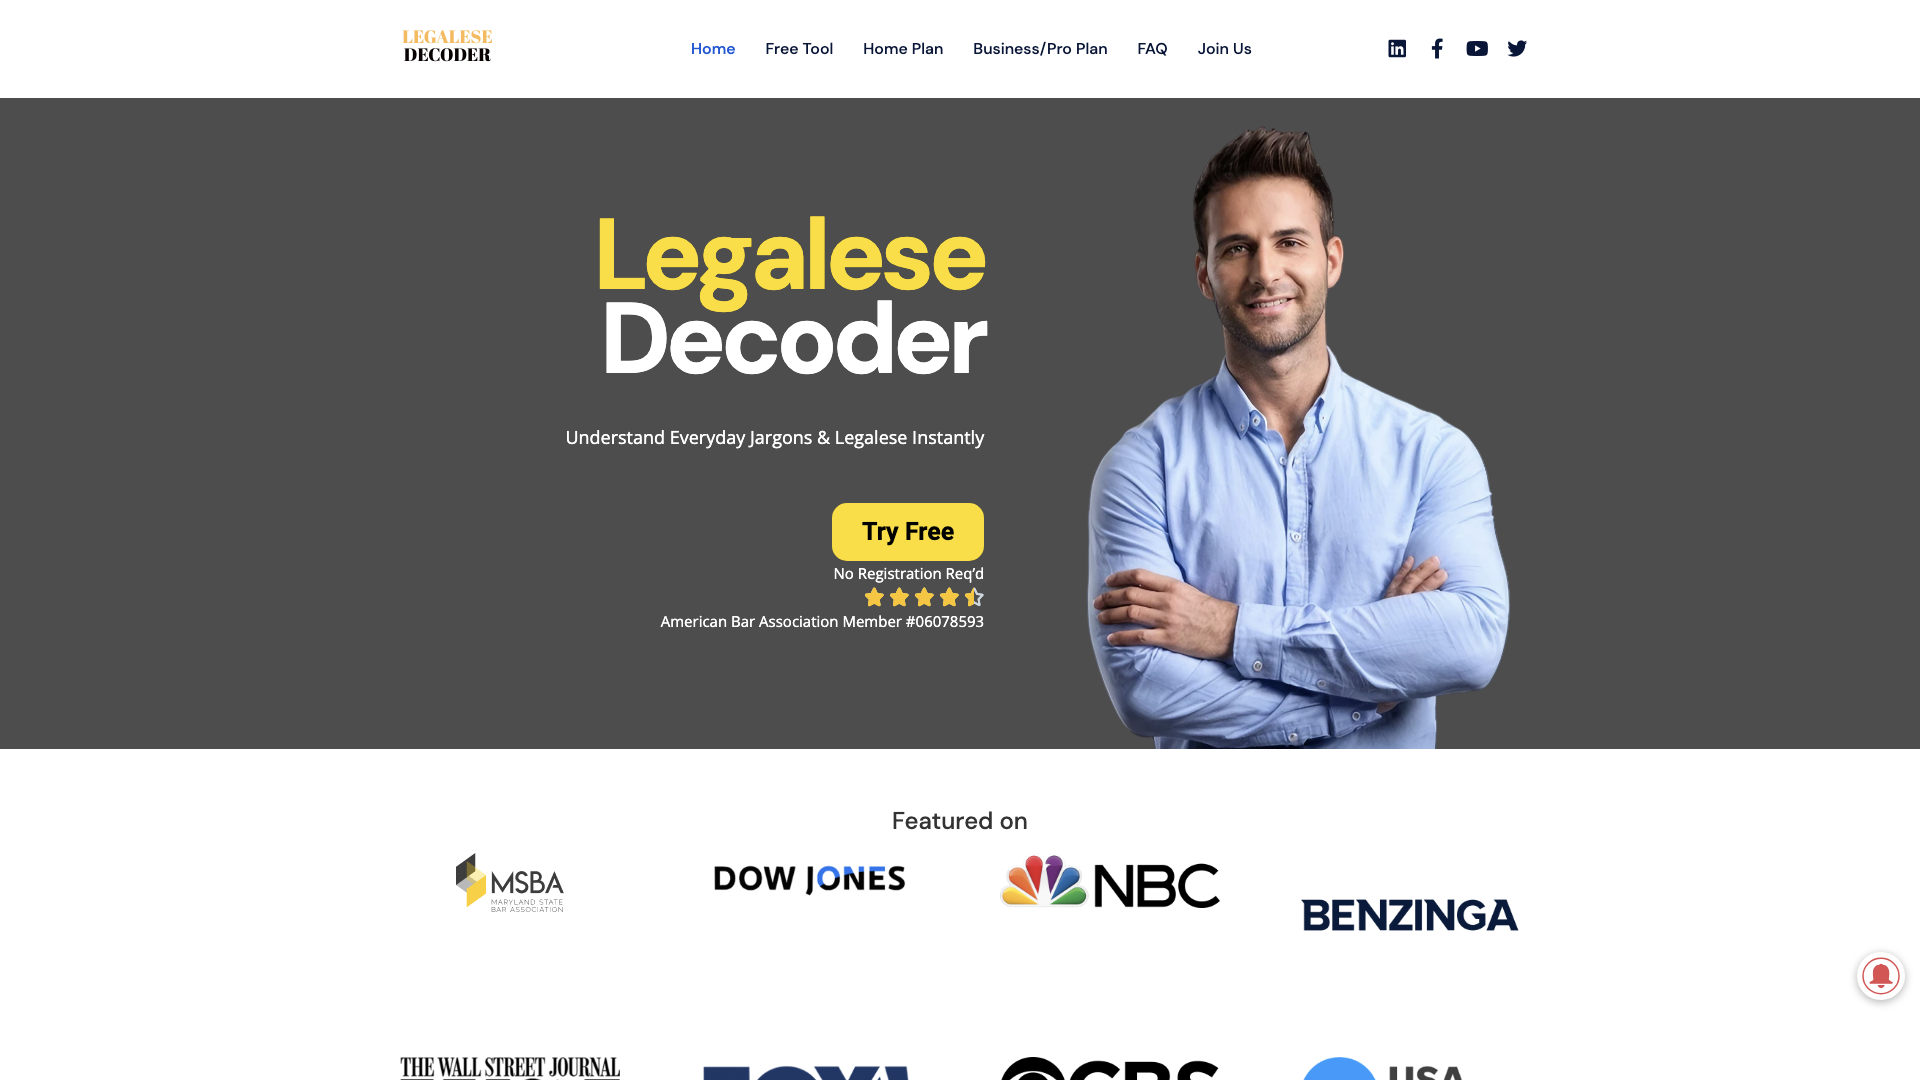 LEGALESE
DECODER
Home
Free Tool
Home Plan
Business/Pro Plan
FAQ
Join Us
Legalese
Decoder
Understand Everyday Jargons & Legalese Instantly
Try Free
No Registration Req’d
American Bar Association Member #06078593
Featured on
MSBA
MARYLAND STATE
BAR ASSOCIATION
DOW JONES
NBC
BENZINGA
THE WALL STREET JOURNAL
CBS
USA